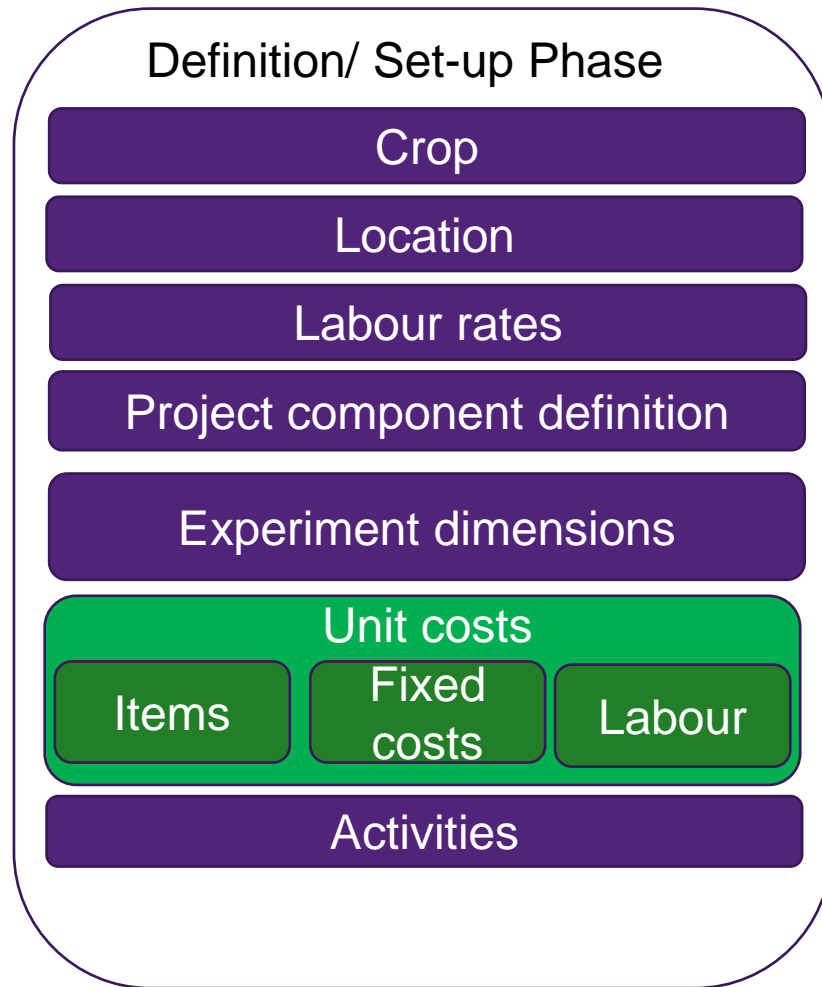 Definition/ Set-up Phase
Crop
Location
Labour rates
Project component definition
Experiment dimensions
Unit costs
Items
Fixed
costs
Labour
Activities